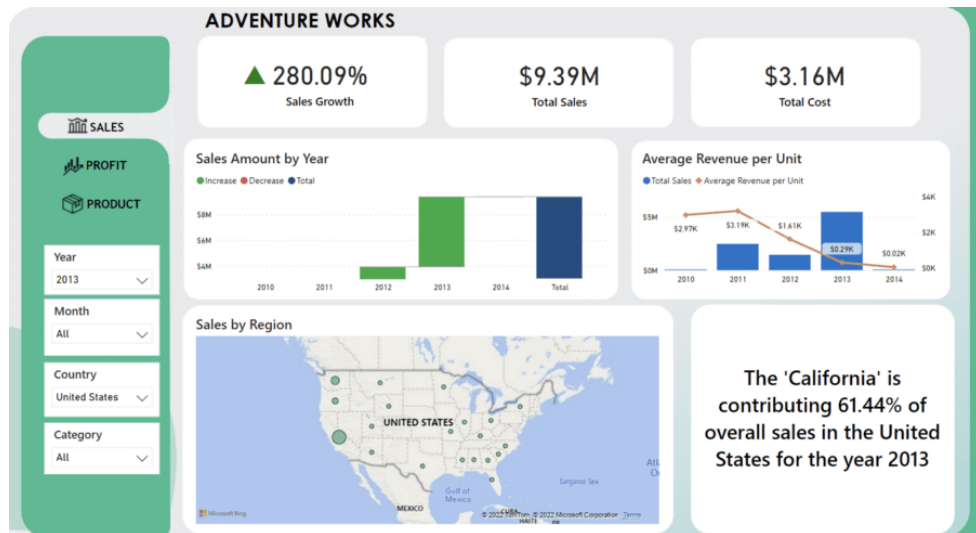 ADVENTURE WORKS
SALES
PROFIT
PRODUCT
Year
2013
Month
All
Country
United States
Category
All
280.09%
Sales Growth
$9.39M
Total Sales
$3.16M
Total Cost
Sales Amount by Year
Increase Decrease Total
$8M
$6M
$4M
2010 2011 2012 2013 2014 Total
Average Revenue per Unit
Total Sales Average Revenue per Unit
$5M
$0M
$4K
$2K
$0K
$2.97K
$3.19K
$1.61K
$0.29K
$0.02K
2010 2011 2012 2013 2014
Sales by Region
UNITED STATES
MEXICO
Gulf of
Mexico
Sargasso Sea
CUBA
HAITI
PR
Microsoft Bing
© 2022 TomTom, © 2022 Microsoft Corporation Terms
The 'California' is
contributing 61.44% of
overall sales in the United
States for the year 2013